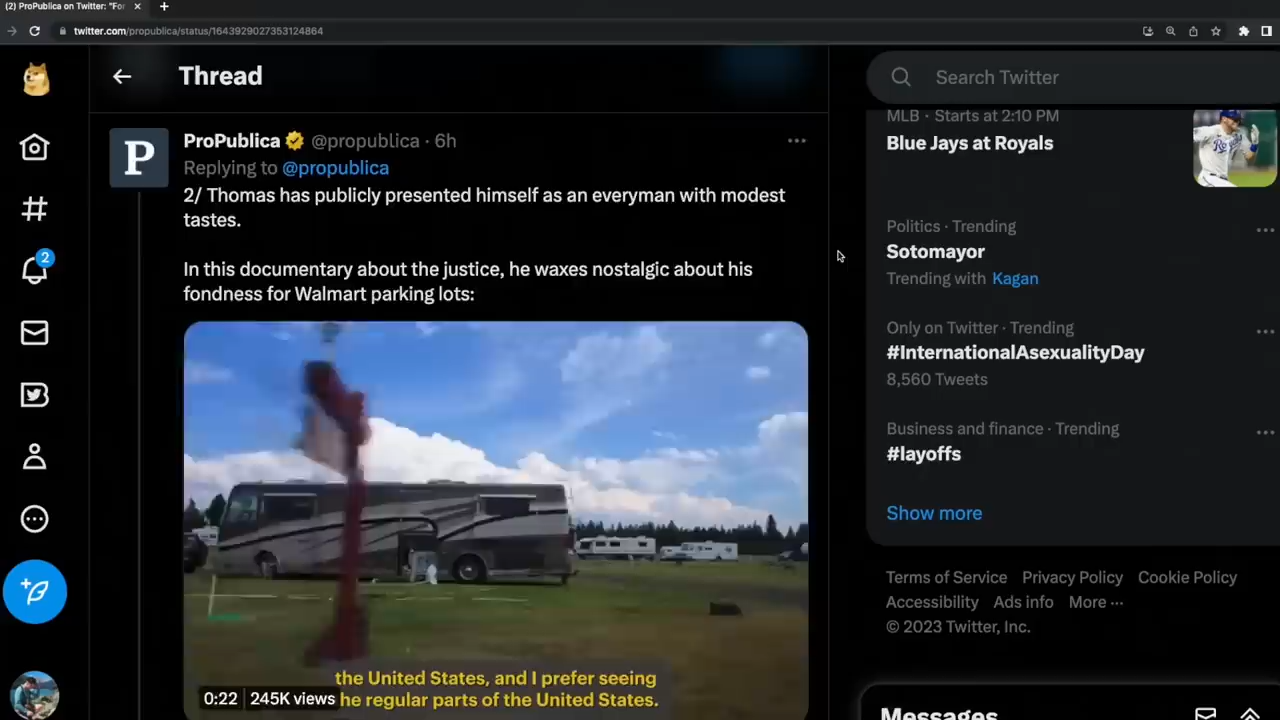 (2) ProPublica on Twitter: "For
twitter.com/propublica/status/1643929027353124864
Thread
Search Twitter
P
ProPublica @propublica · 6h
Replying to @propublica
2/ Thomas has publicly presented himself as an everyman with modest
tastes.
In this documentary about the justice, he waxes nostalgic about his
fondness for Walmart parking lots:
the United States, and I prefer seeing
he regular parts of the United States.
0:22 245K views
2
MLB · Starts at 2:10 PM
Blue Jays at Royals
Politics · Trending
Sotomayor
Trending with Kagan
Only on Twitter · Trending
#InternationalAsexualityDay
8,560 Tweets
Business and finance · Trending
#layoffs
Show more
Terms of Service Privacy Policy Cookie Policy
Accessibility Ads info More ···
© 2023 Twitter, Inc.
Messages